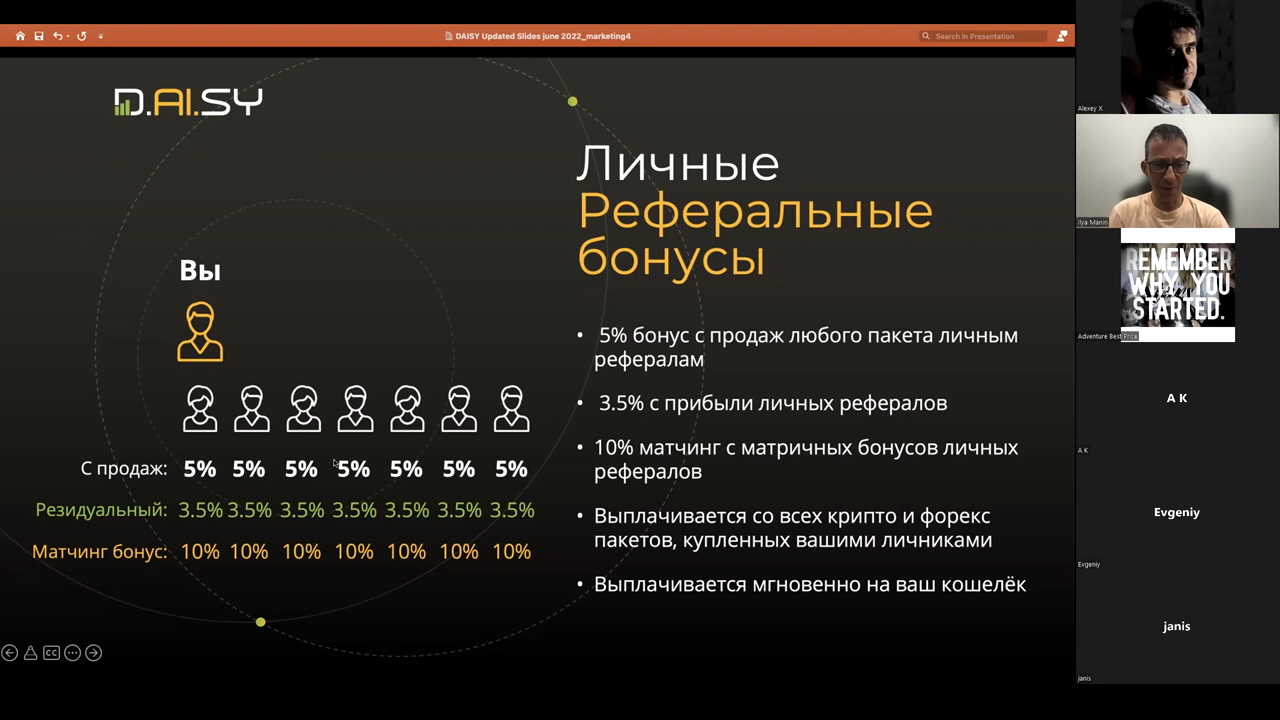 DAISY Updated Slides june 2022_marketing4
Search in Presentation
D.AI.SY
Личные
Реферальные
бонусы
Вы
С продаж: 5% 5% 5% 5% 5% 5% 5%
Резидуальный: 3.5% 3.5% 3.5% 3.5% 3.5% 3.5% 3.5%
Матчинг бонус: 10% 10% 10% 10% 10% 10% 10%
• 5% бонус с продаж любого пакета личным
рефералам
• 3.5% с прибыли личных рефералов
• 10% матчинг с матричных бонусов личных
рефералов
• Выплачивается со всех крипто и форекс
пакетов, купленных вашими личниками
• Выплачивается мгновенно на ваш кошелёк
CC
Alexey X
Ilya Manin
REMEMBER
WHY YOU
STARTED.
Adventure Best Price
A K
A K
Evgeniy
Evgeniy
janis
janis